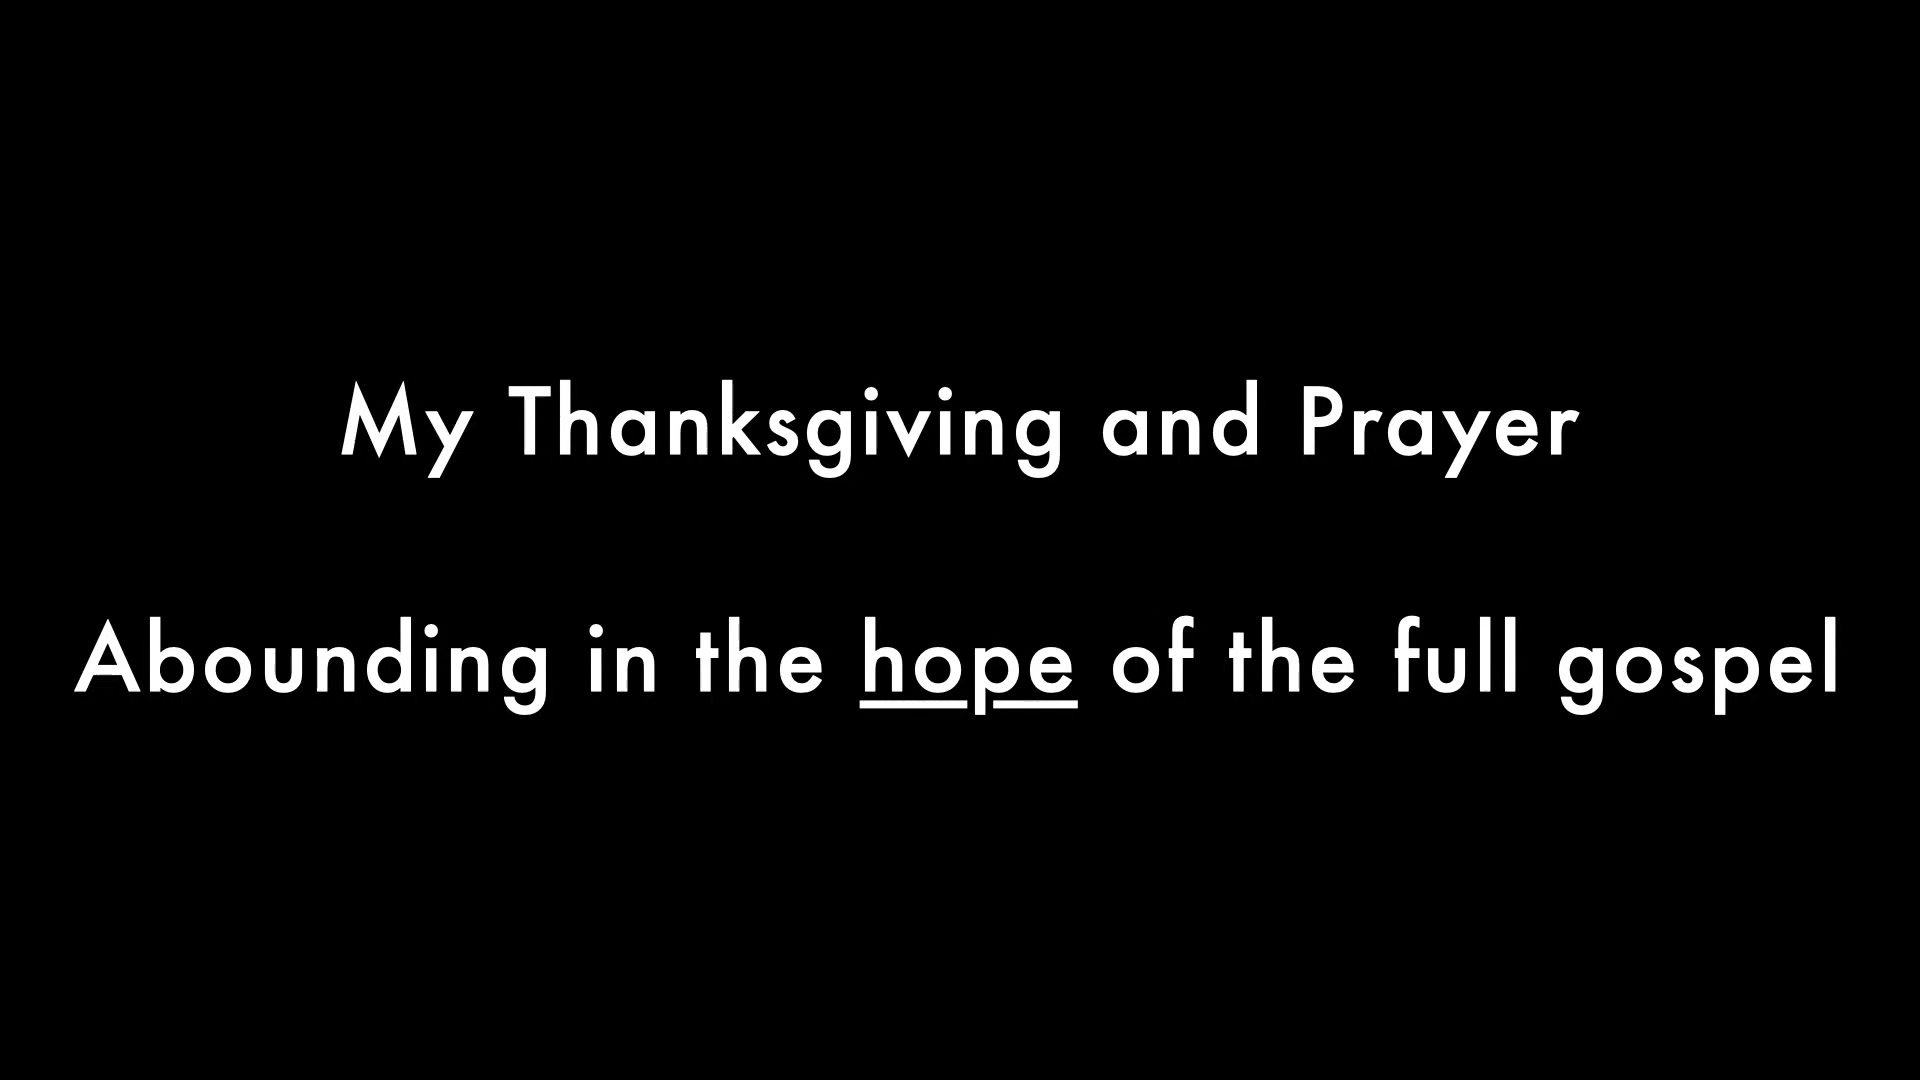 My Thanksgiving and Prayer
Abounding in the hope of the full gospel